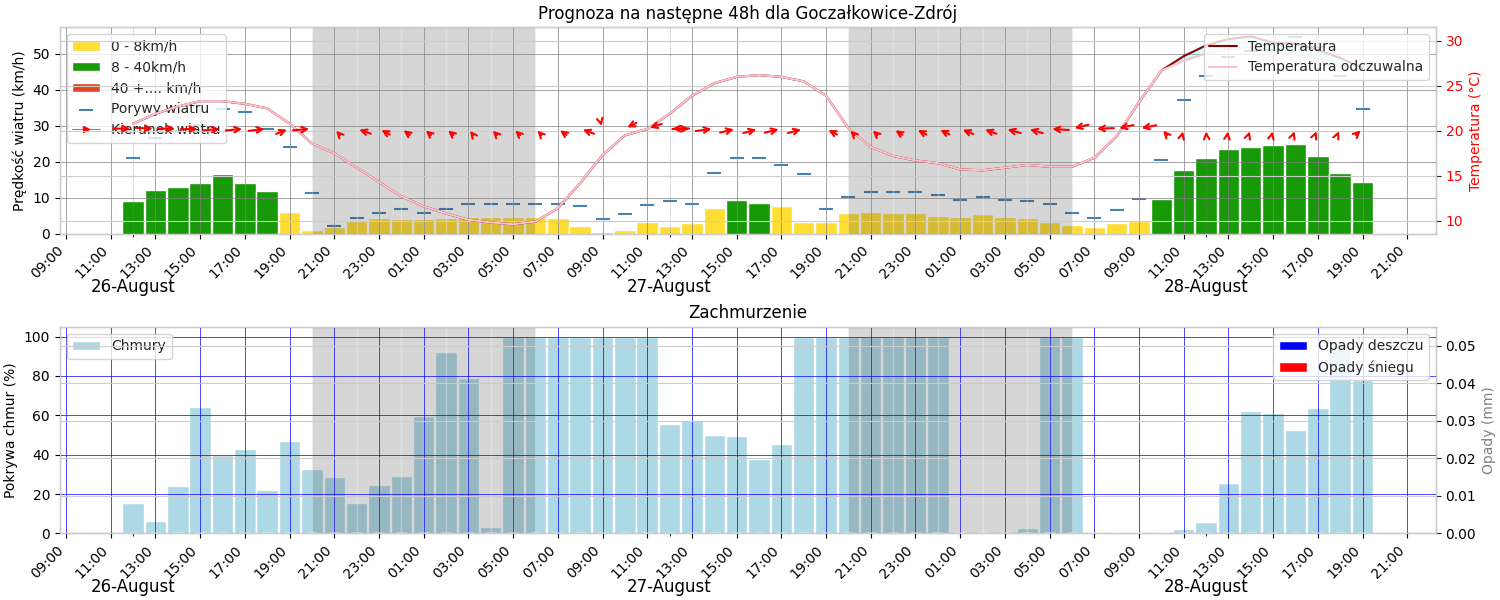 Prognoza na następne 48h dla Goczałkowice-Zdrój
Prędkość wiatru (km/h)
50
40
30
20
10
0
0 - 8km/h
8 - 40km/h
40 +.... km/h
Porywy wiatru
Kierunek wiatru
Temperatura
Temperatura odczuwalna
30
25
20
15
10
Temperatura (°C)
09:00 11:00 13:00 15:00 17:00 19:00 21:00 23:00 01:00 03:00 05:00 07:00 09:00 11:00 13:00 15:00 17:00 19:00 21:00 23:00 01:00 03:00 05:00 07:00 09:00 11:00 13:00 15:00 17:00 19:00 21:00
26-August 27-August 28-August
Zachmurzenie
Pokrywa chmur (%)
100
80
60
40
20
0
Chmury
Opady deszczu
Opady śniegu
0.05
0.04
0.03
0.02
0.01
0.00
Opady (mm)
09:00 11:00 13:00 15:00 17:00 19:00 21:00 23:00 01:00 03:00 05:00 07:00 09:00 11:00 13:00 15:00 17:00 19:00 21:00 23:00 01:00 03:00 05:00 07:00 09:00 11:00 13:00 15:00 17:00 19:00 21:00
26-August 27-August 28-August